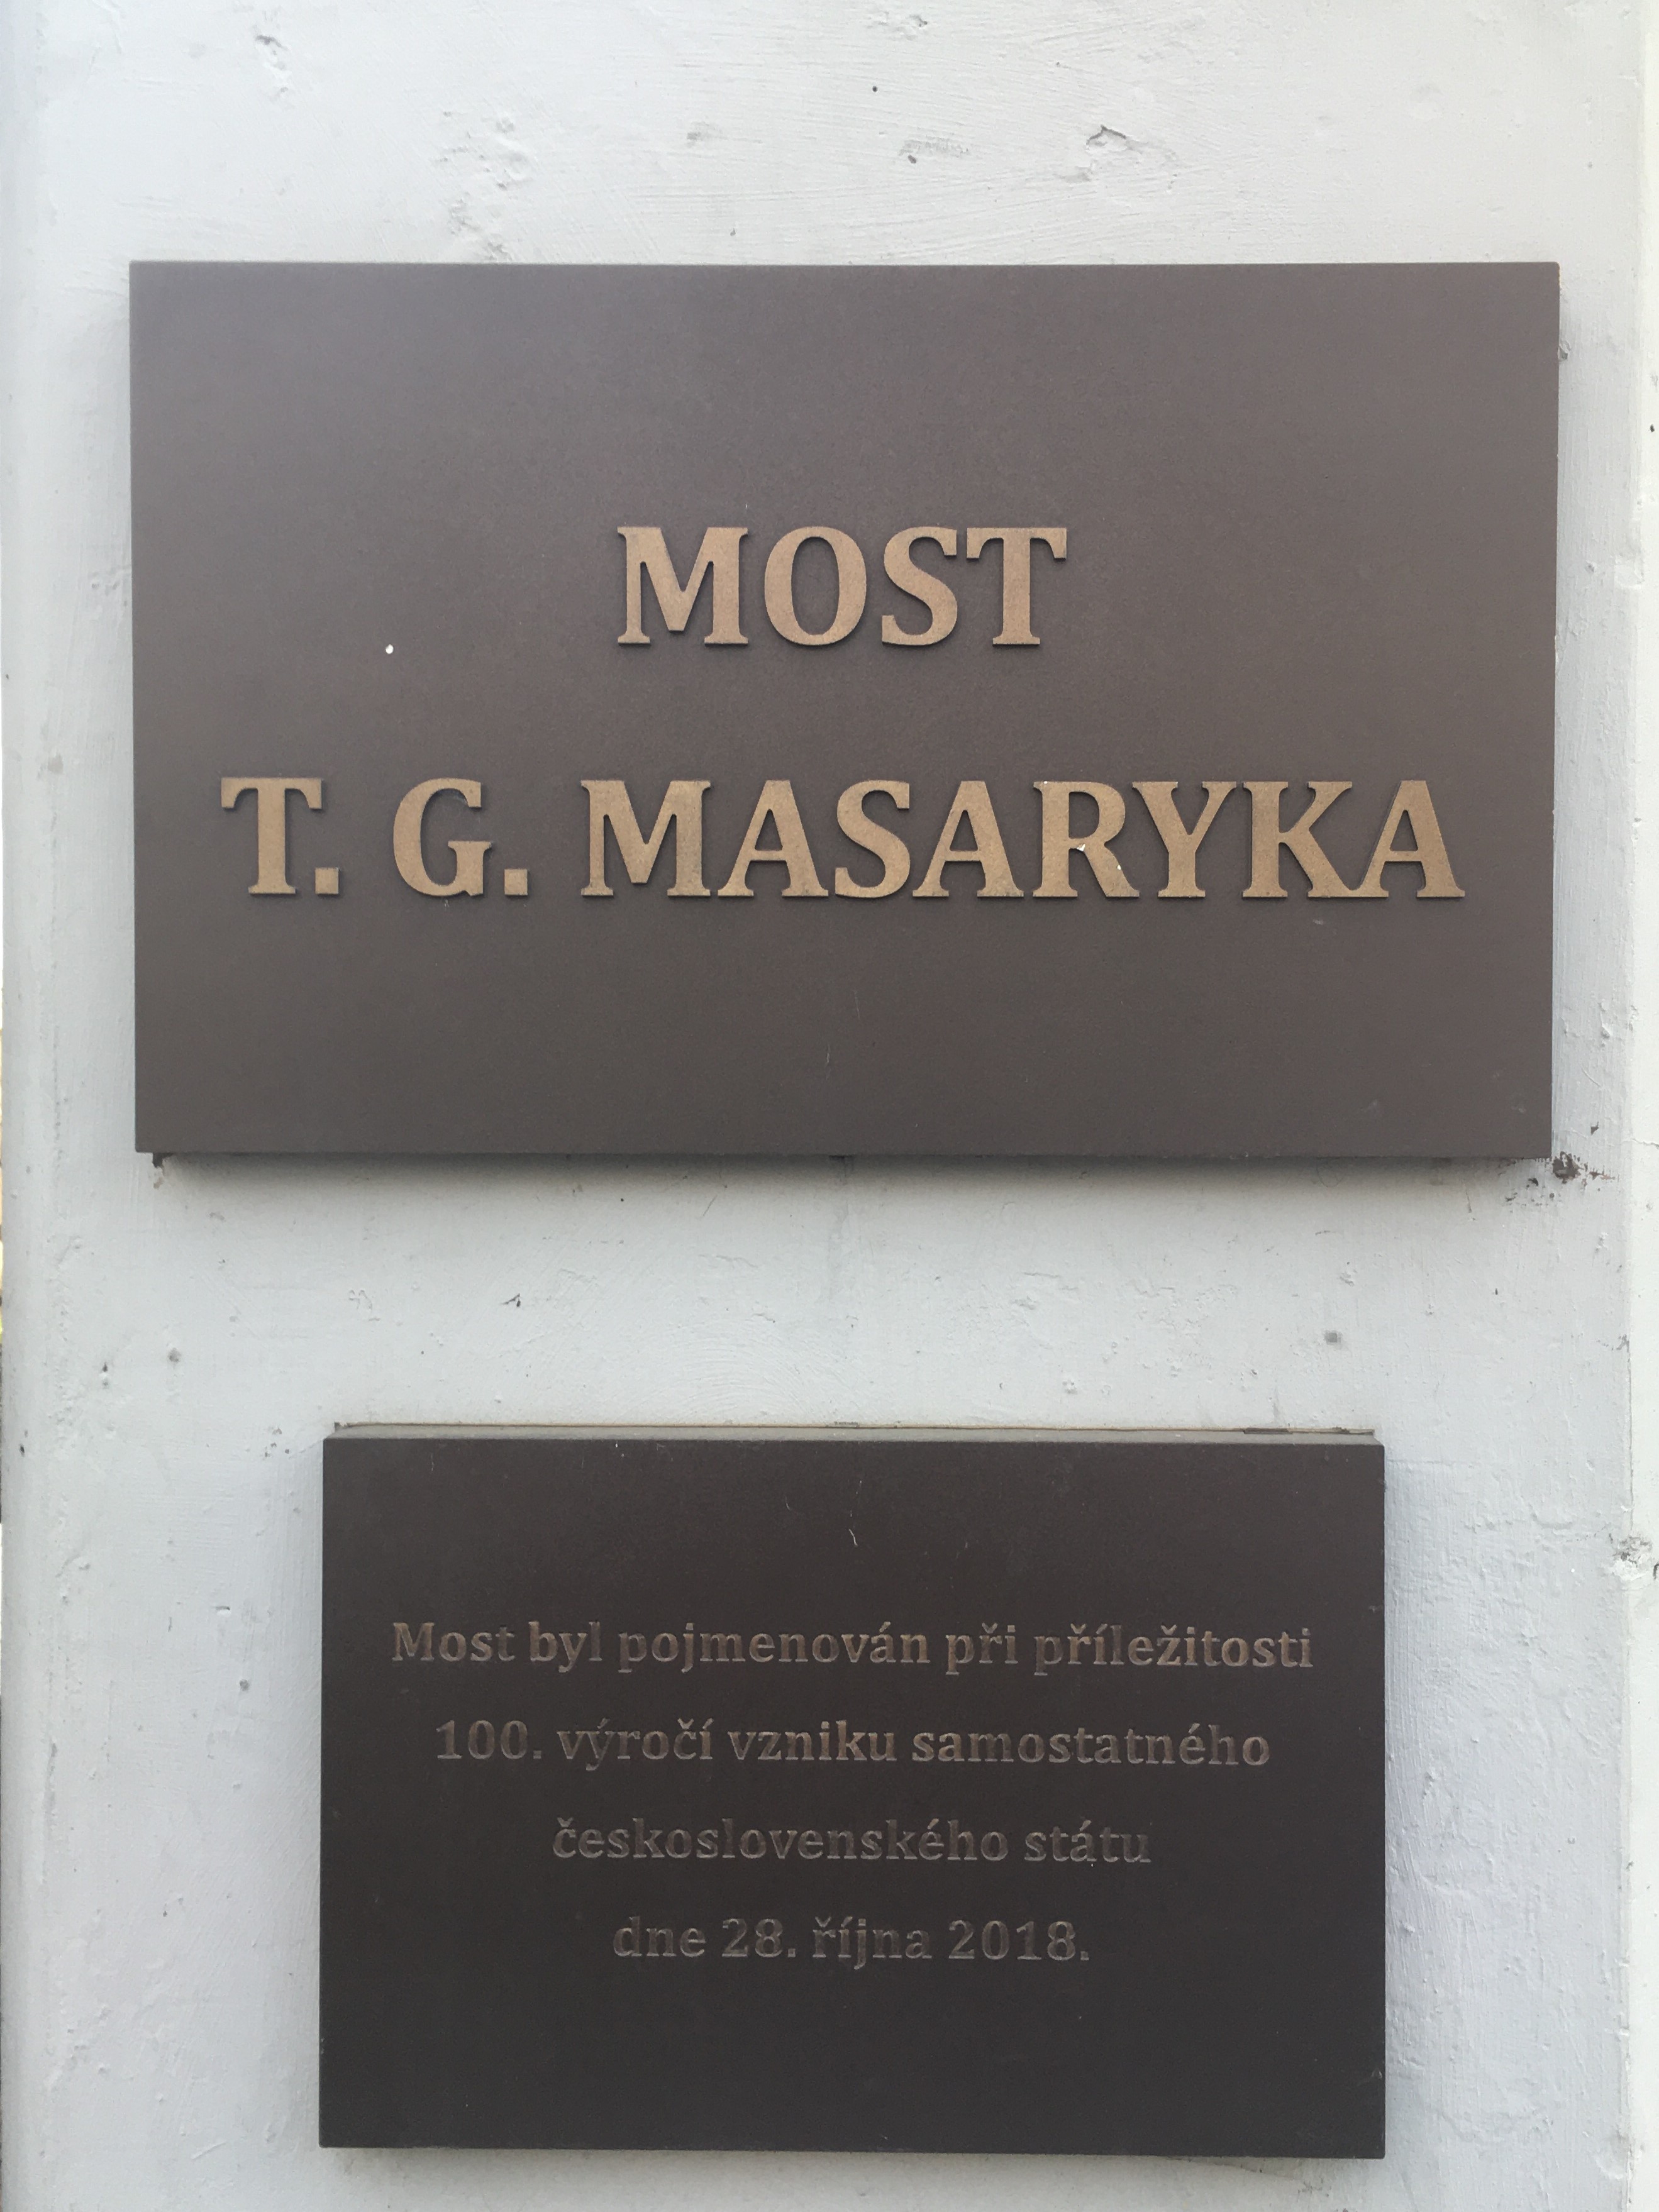 MOST
T. G. MASARYKA
Most byl pojmenován při příležitosti
100. výročí vzniku samostatného
československého státu
dne 28. října 2018.